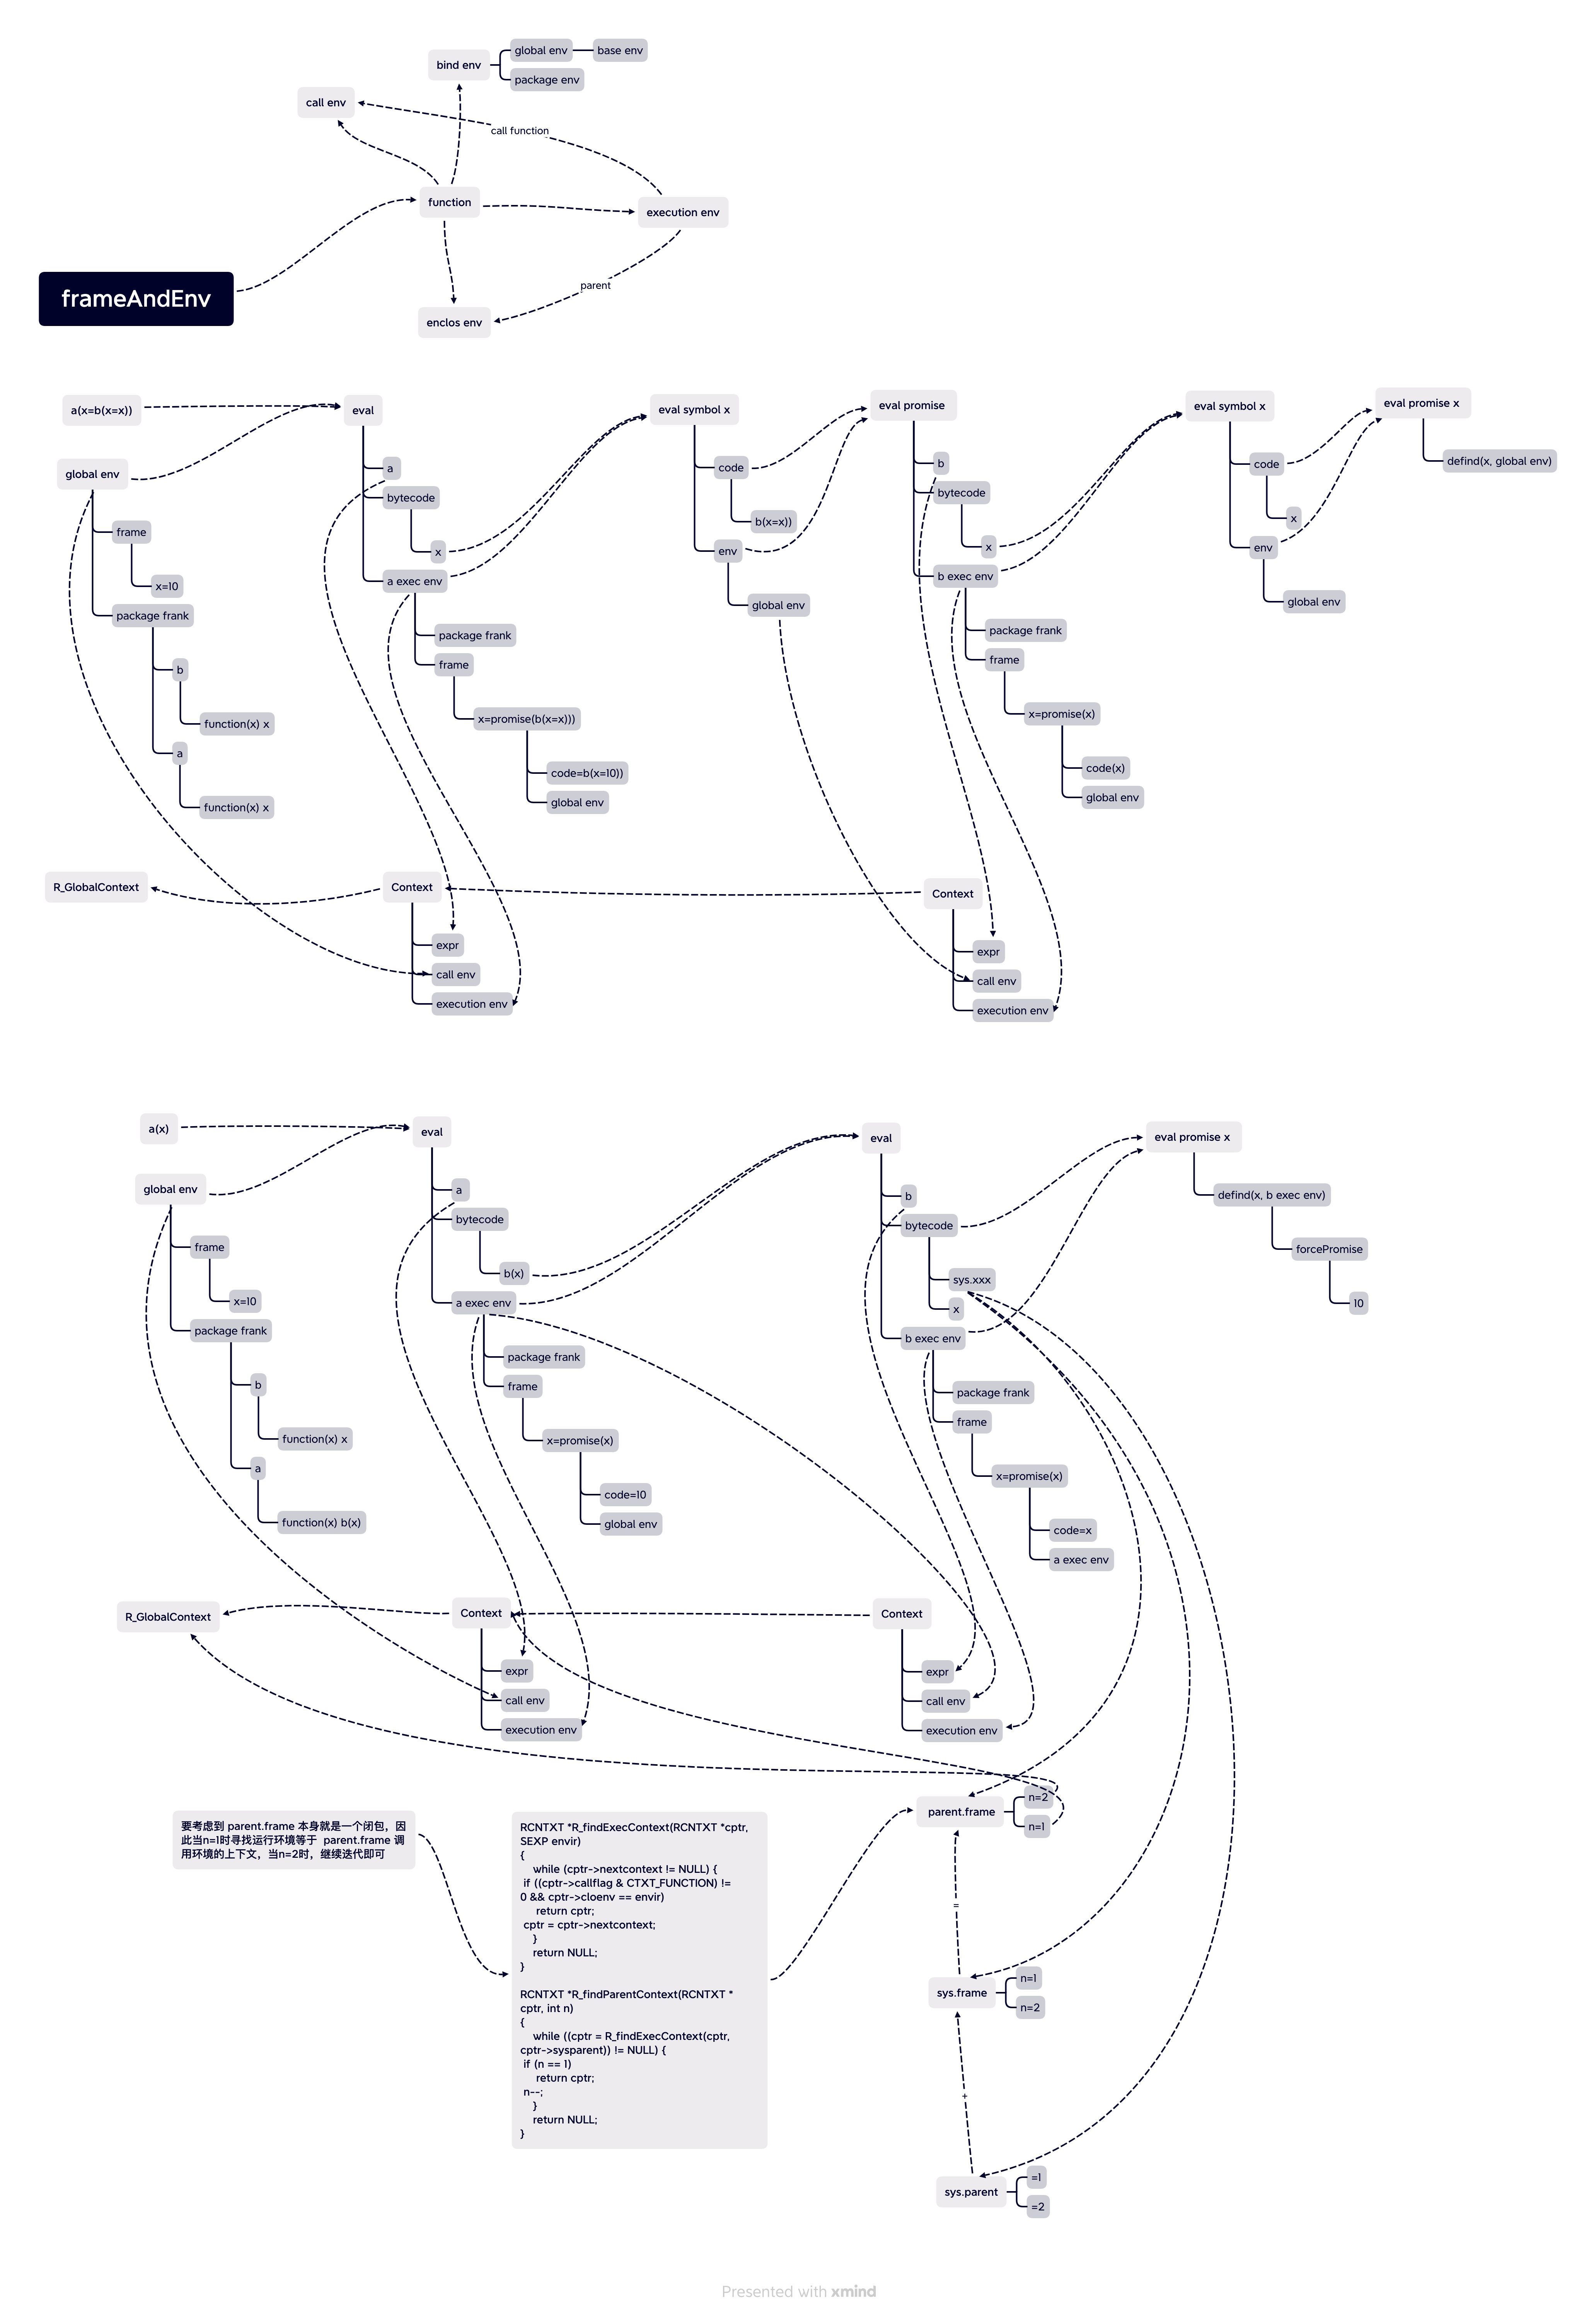 global env
base env
bind env
package env
call env
call function
function
execution env
frameAndEnv
parent
enclos env
a(x=b(x=x))
eval
eval symbol x
eval promise
eval symbol x
eval promise x
global env
a
code
b
code
defind(x, global env)
bytecode
bytecode
frame
x
b(x=x))
x
x
x=10
a exec env
env
b exec env
env
package frank
global env
global env
package frank
package frank
b
frame
frame
function(x) x
x=promise(b(x=x)))
x=promise(x)
a
code=b(x=10))
code(x)
function(x) x
global env
global env
R_GlobalContext
Context
Context
expr
expr
call env
call env
execution env
execution env
a(x)
eval
eval
eval promise x
global env
a
b
defind(x, b exec env)
bytecode
bytecode
frame
b(x)
sys.xxx
forcePromise
x=10
a exec env
x
10
package frank
b exec env
package frank
b
frame
package frank
frame
function(x) x
x=promise(x)
x=promise(x)
a
code=10
function(x) b(x)
global env
code=x
a exec env
R_GlobalContext
Context
Context
expr
expr
call env
call env
execution env
execution env
parent.frame
n=2
n=1
要考虑到 parent.frame 本身就是一个闭包，因
此当n=1时寻找运行环境等于 parent.frame 调
用环境的上下文，当n=2时，继续迭代即可
RCNTXT *R_findExecContext(RCNTXT *cptr,
SEXP envir)
{
while (cptr->nextcontext != NULL) {
if ((cptr->callflag & CTXT_FUNCTION) !=
0 && cptr->cloenv == envir)
return cptr;
cptr = cptr->nextcontext;
}
return NULL;
}
RCNTXT *R_findParentContext(RCNTXT *
cptr, int n)
{
while ((cptr = R_findExecContext(cptr,
cptr->sysparent)) != NULL) {
if (n == 1)
return cptr;
n--;
}
return NULL;
}
=
sys.frame
n=1
n=2
+
sys.parent
=1
=2
Presented with xmind